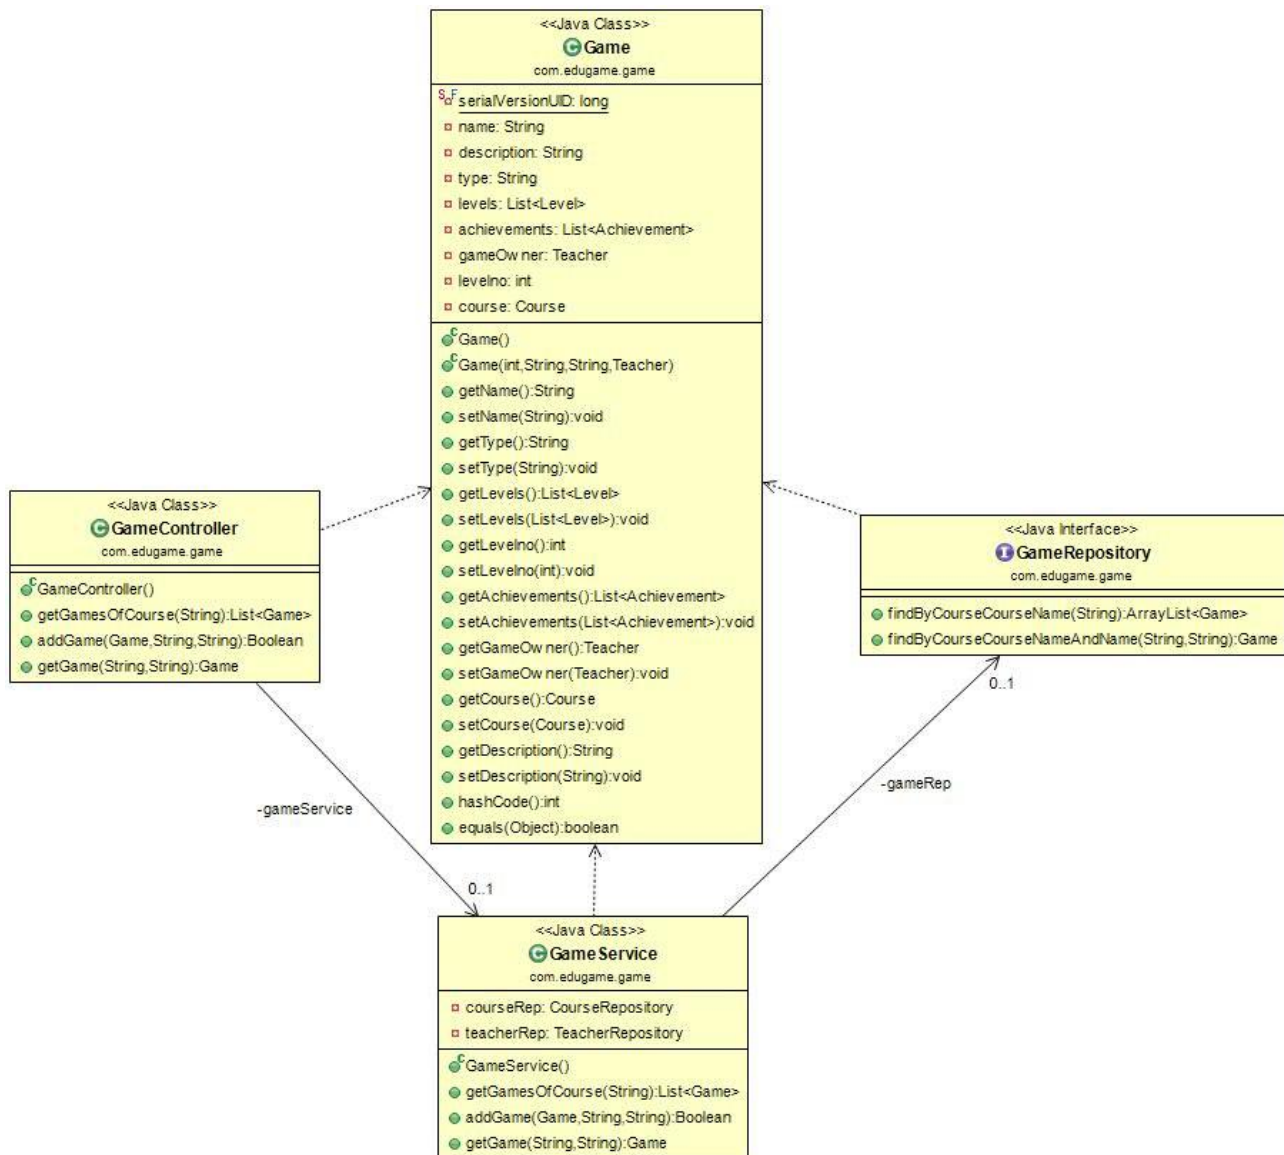 <<Java Class>>
Game
com.edugame.game
serialVersionUID: long
name: String
description: String
type: String
levels: List<Level>
achievements: List<Achievement>
gameOwner: Teacher
levelno: int
course: Course
Game()
Game(int,String,String,Teacher)
getName():String
setName(String):void
getType():String
setType(String):void
getLevels():List<Level>
setLevels(List<Level>):void
getLevelno():int
setLevelno(int):void
getAchievements():List<Achievement>
setAchievements(List<Achievement>):void
getGameOwner():Teacher
setGameOwner(Teacher):void
getCourse():Course
setCourse(Course):void
getDescription():String
setDescription(String):void
hashCode():int
equals(Object):boolean
<<Java Class>>
GameController
com.edugame.game
GameController()
getGamesOfCourse(String):List<Game>
addGame(Game,String,String):Boolean
getGame(String,String):Game
<<Java Interface>>
GameRepository
com.edugame.game
findByCourseCourseName(String):ArrayList<Game>
findByCourseCourseNameAndName(String,String):Game
0..1
-gameRep
-gameService
0..1
<<Java Class>>
GameService
com.edugame.game
courseRep: CourseRepository
teacherRep: TeacherRepository
GameService()
getGamesOfCourse(String):List<Game>
addGame(Game,String,String):Boolean
getGame(String,String):Game